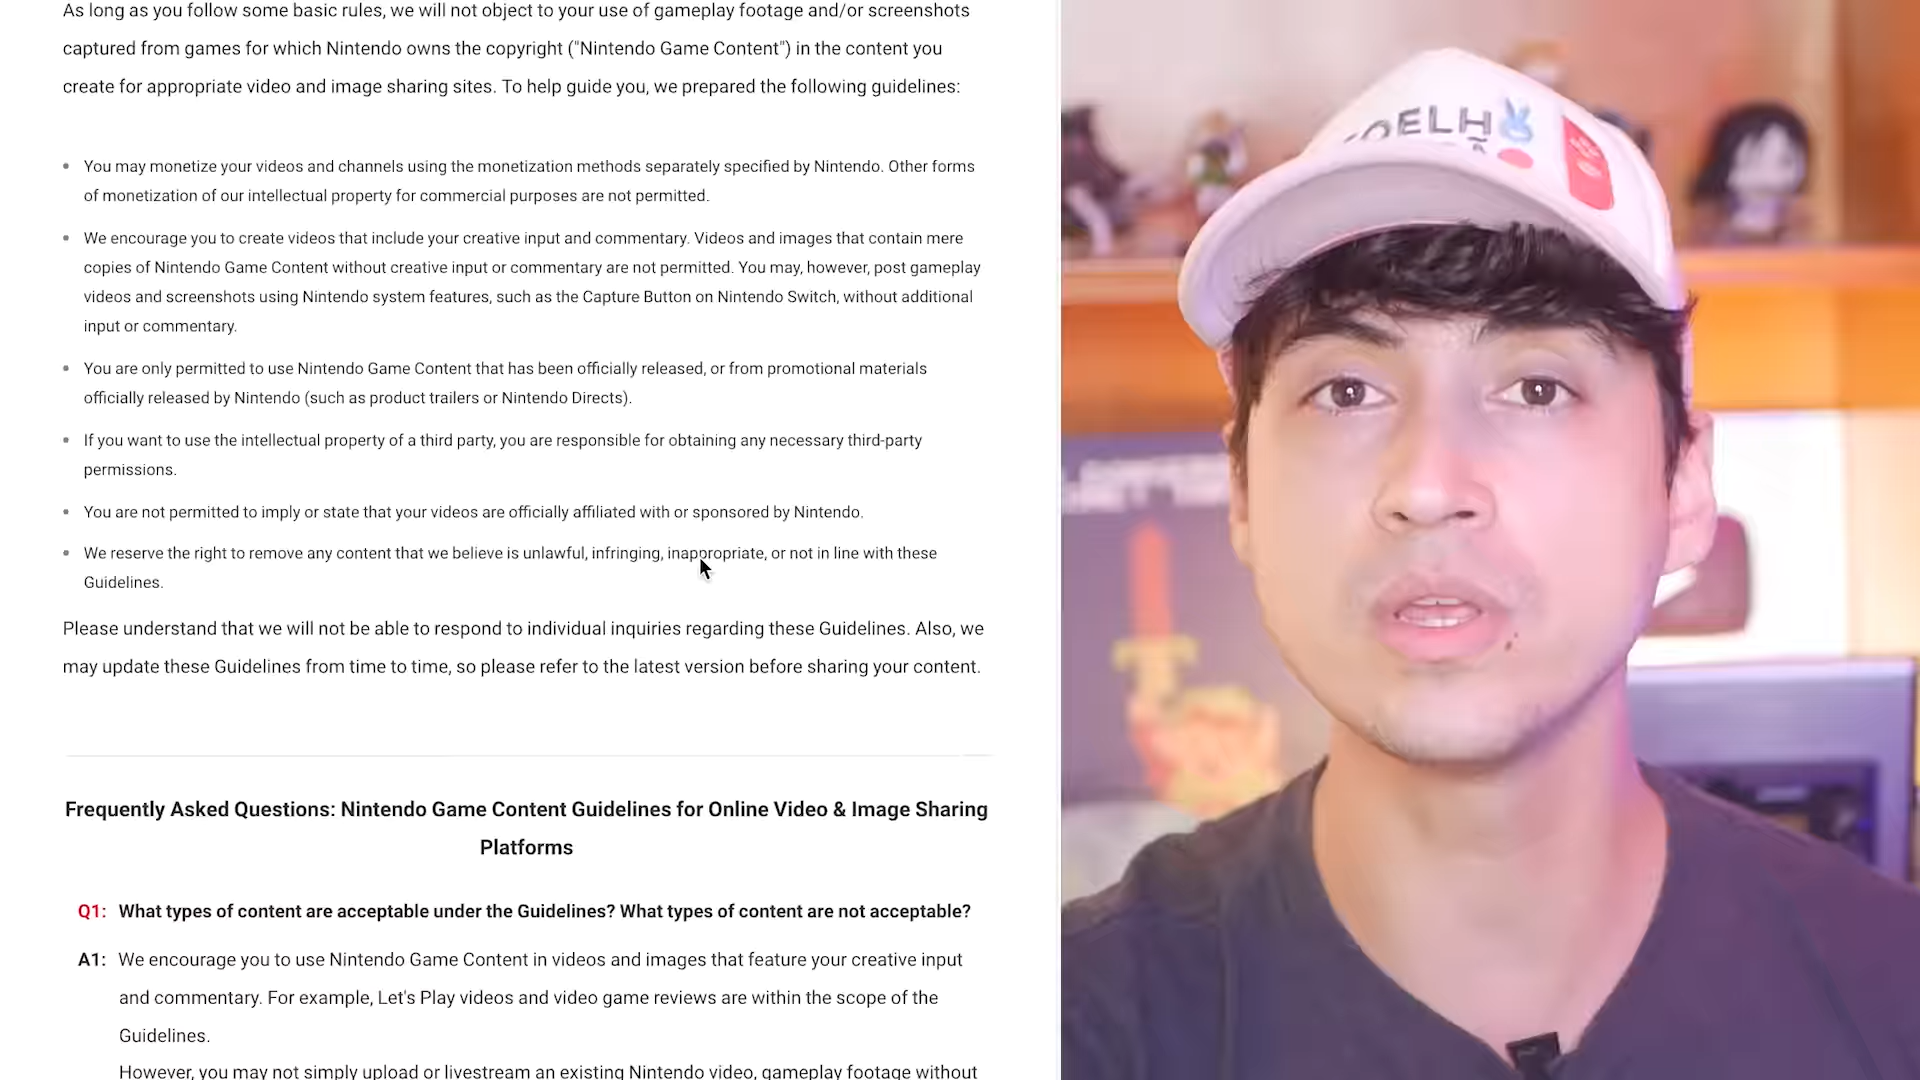 As long as you follow some basic rules, we will not object to your use of gameplay footage and/or screenshots
captured from games for which Nintendo owns the copyright ("Nintendo Game Content") in the content you
create for appropriate video and image sharing sites. To help guide you, we prepared the following guidelines:
You may monetize your videos and channels using the monetization methods separately specified by Nintendo. Other forms
of monetization of our intellectual property for commercial purposes are not permitted.
We encourage you to create videos that include your creative input and commentary. Videos and images that contain mere
copies of Nintendo Game Content without creative input or commentary are not permitted. You may, however, post gameplay
videos and screenshots using Nintendo system features, such as the Capture Button on Nintendo Switch, without additional
input or commentary.
You are only permitted to use Nintendo Game Content that has been officially released, or from promotional materials
officially released by Nintendo (such as product trailers or Nintendo Directs).
If you want to use the intellectual property of a third party, you are responsible for obtaining any necessary third-party
permissions.
You are not permitted to imply or state that your videos are officially affiliated with or sponsored by Nintendo.
We reserve the right to remove any content that we believe is unlawful, infringing, inappropriate, or not in line with these
Guidelines.
Please understand that we will not be able to respond to individual inquiries regarding these Guidelines. Also, we
may update these Guidelines from time to time, so please refer to the latest version before sharing your content.
Frequently Asked Questions: Nintendo Game Content Guidelines for Online Video & Image Sharing
Platforms
Q1: What types of content are acceptable under the Guidelines? What types of content are not acceptable?
A1: We encourage you to use Nintendo Game Content in videos and images that feature your creative input
and commentary. For example, Let's Play videos and video game reviews are within the scope of the
Guidelines.
However, you may not simply upload or livestream an existing Nintendo video, gameplay footage without
OELH